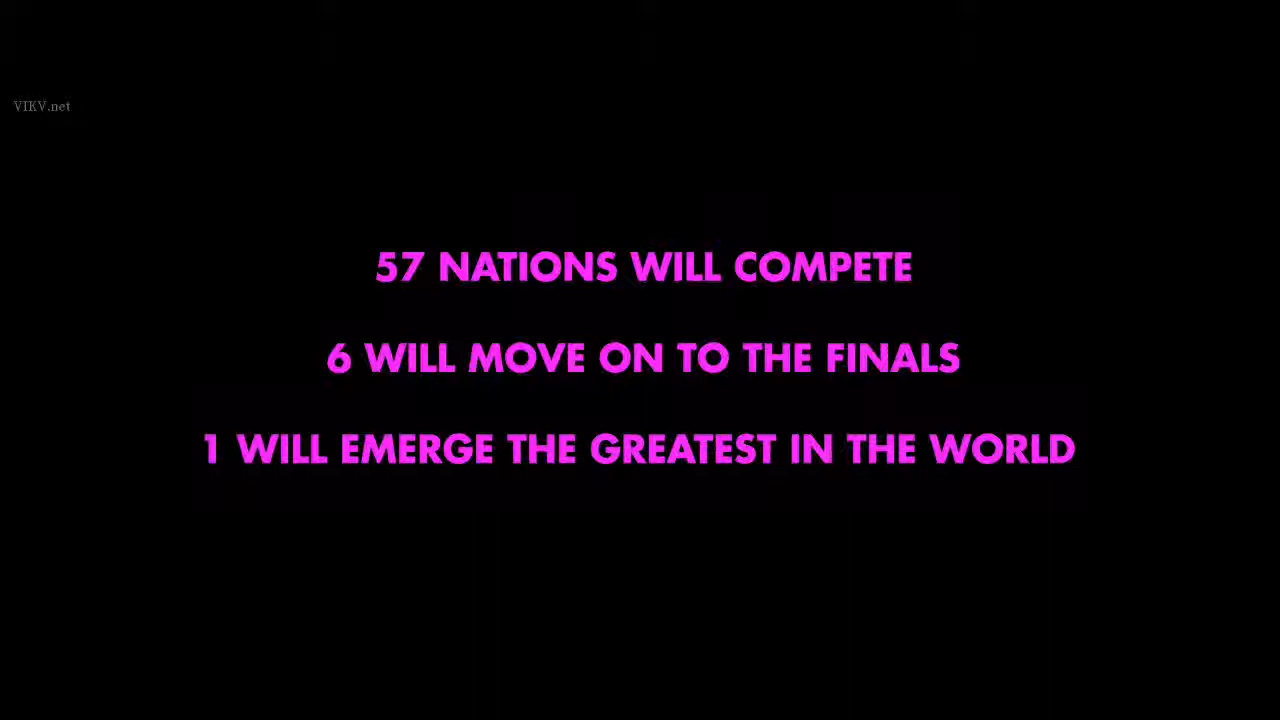 VIKV.net
57 NATIONS WILL COMPETE
6 WILL MOVE ON TO THE FINALS
1 WILL EMERGE THE GREATEST IN THE WORLD